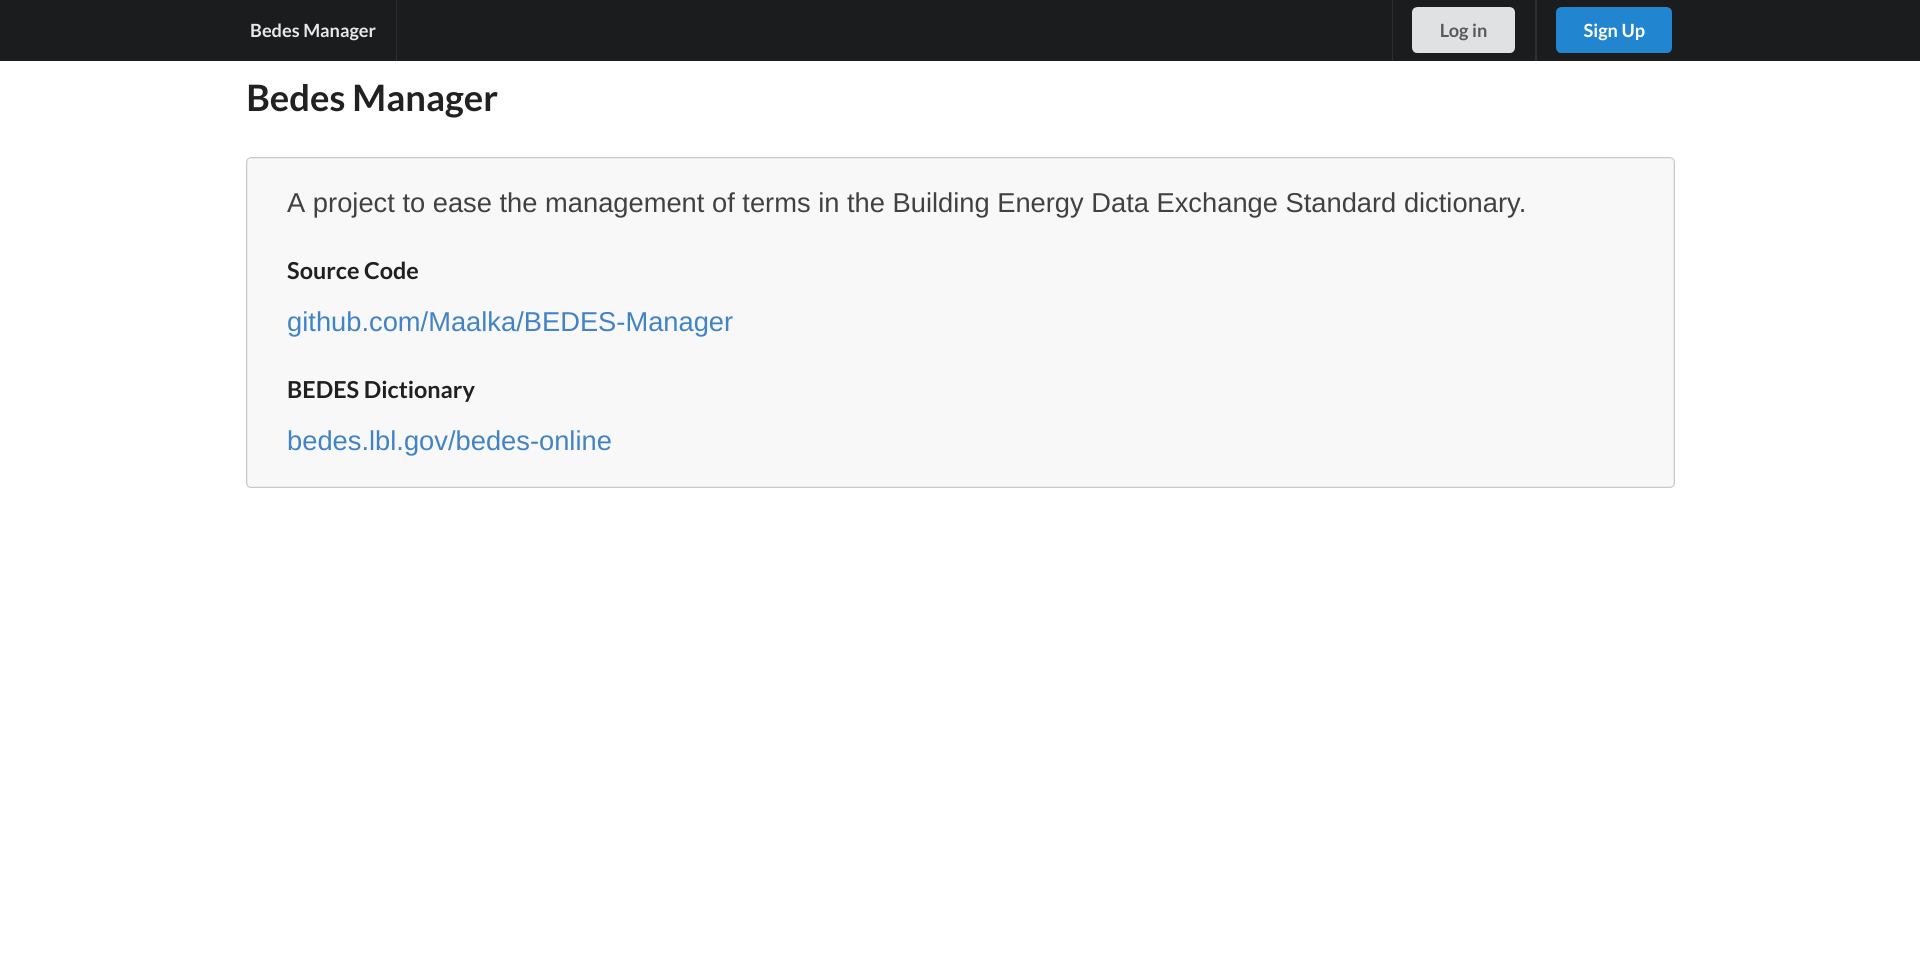 Bedes Manager
Log in
Sign Up
Bedes Manager
A project to ease the management of terms in the Building Energy Data Exchange Standard dictionary.
Source Code
github.com/Maalka/BEDES-Manager
BEDES Dictionary
bedes.lbl.gov/bedes-online